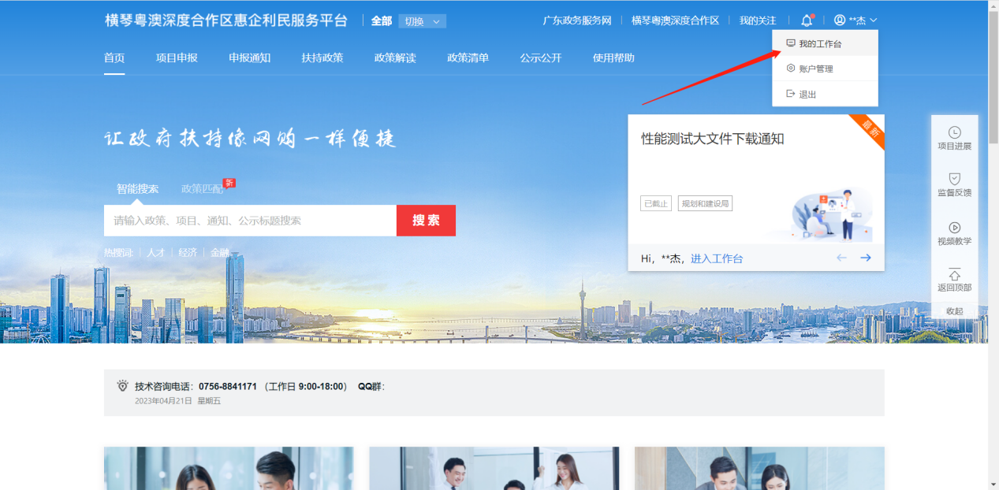 横琴粤澳深度合作区惠企利民服务平台 全部 切换 广东政务服务网 横琴粤澳深度合作区 我的关注 **杰
我的工作台
账户管理
退出
首页 项目申报 申报通知 扶持政策 政策解读 政策清单 公示公开 使用帮助
让政府扶持像网购一样便捷
智能搜索 政策匹配 新
请输入政策、项目、通知、公示标题搜索 搜索
热搜词 人才 经济 金融
最新
性能测试大文件下载通知
已截止 规划和建设局
Hi，**杰，进入工作台
项目进展
监督反馈
视频教学
返回顶部
收起
技术咨询电话：0756-8841171 （工作日 9:00-18:00） QQ群：
2023年04月21日 星期五